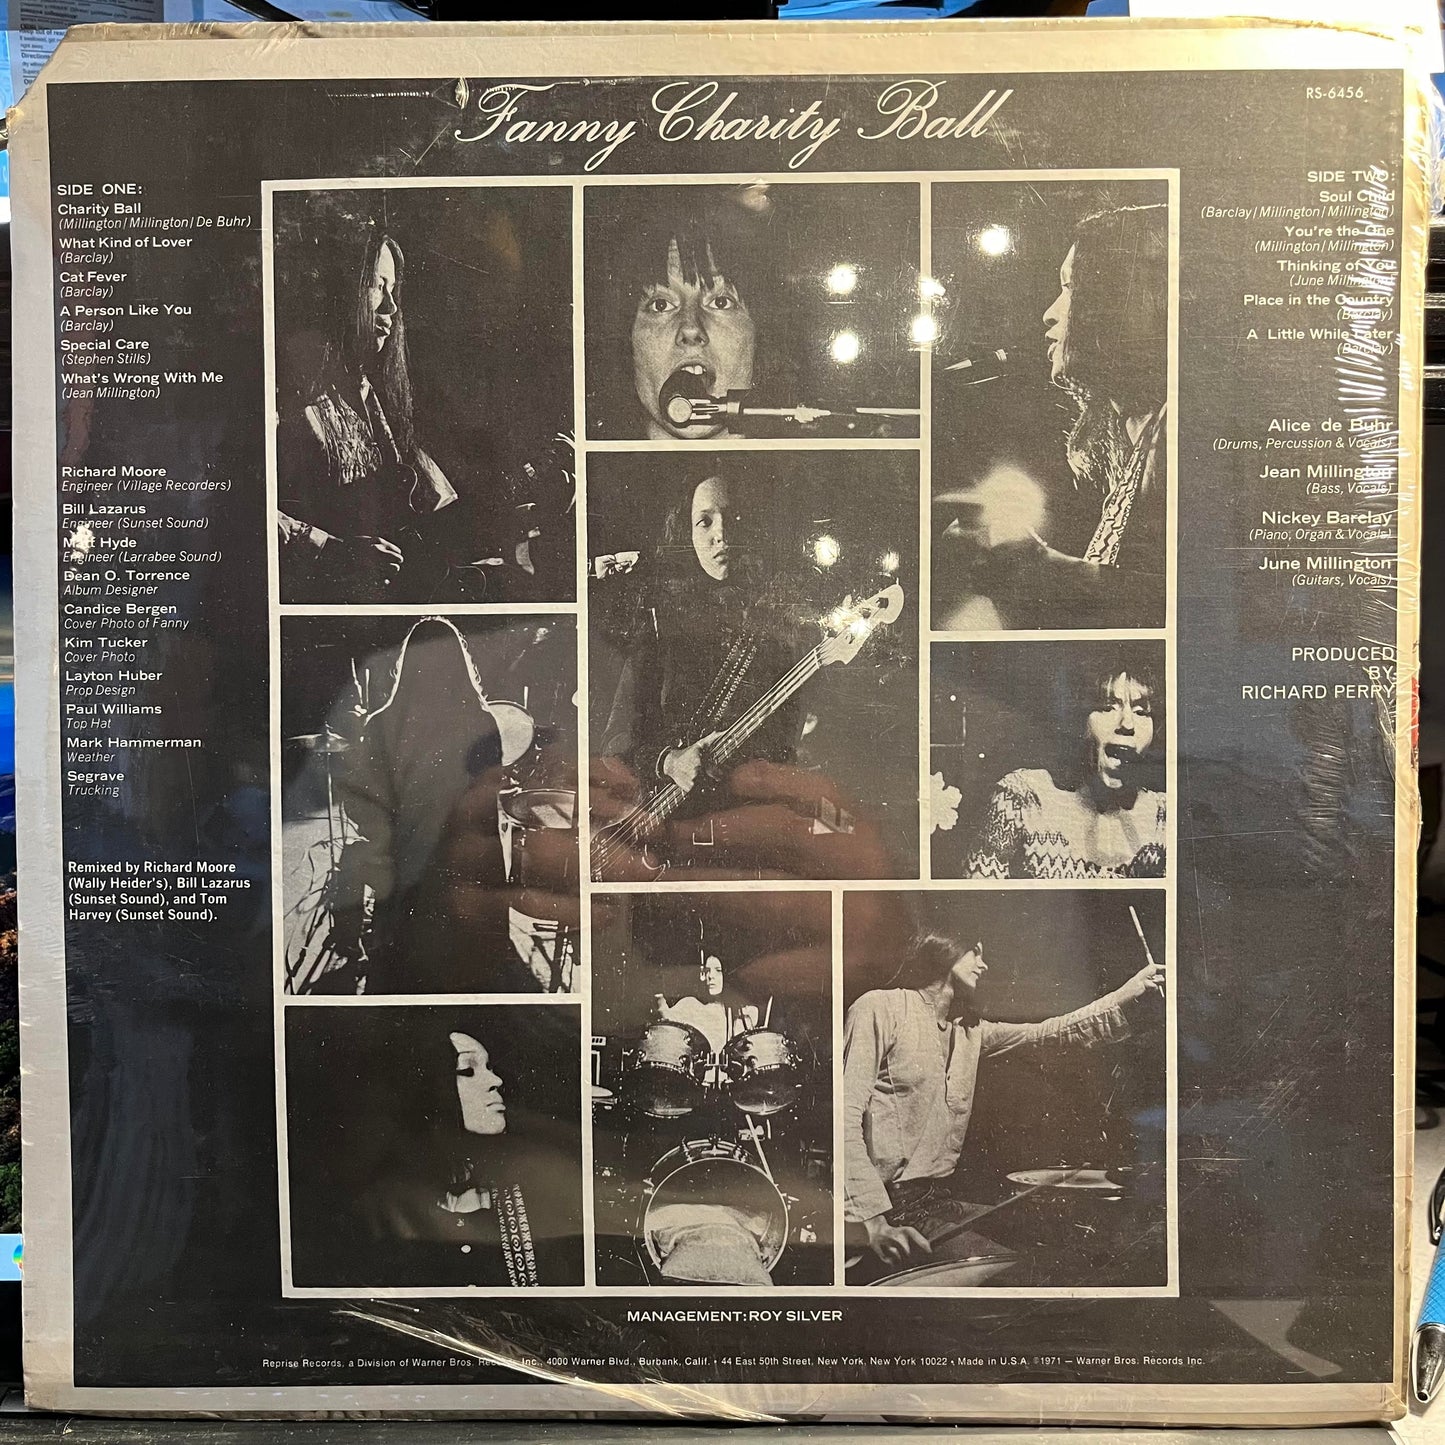 Fanny Charity Ball
RS-6456
SIDE ONE:
Charity Ball
(Millington/Millington/De Buhr)
What Kind of Lover
(Barclay)
Cat Fever
(Barclay)
A Person Like You
(Barclay)
Special Care
(Stephen Stills)
What's Wrong With Me
(Jean Millington)
Richard Moore
Engineer (Village Recorders)
Bill Lazarus
Engineer (Sunset Sound)
Matt Hyde
Engineer (Larrabee Sound)
Dean O. Torrence
Album Designer
Candice Bergen
Cover Photo of Fanny
Kim Tucker
Cover Photo
Layton Huber
Prop Design
Paul Williams
Top Hat
Mark Hammerman
Weather
Segrave
Trucking
Remixed by Richard Moore
(Wally Heider's), Bill Lazarus
(Sunset Sound), and Tom
Harvey (Sunset Sound).
SIDE TWO:
Soul Child
(Barclay/Millington/Millington)
You're the One
(Millington/Millington)
Thinking of You
(June Millington)
Place in the Country
(Barclay)
A Little While Later
(Barclay)
Alice de Buhr
(Drums, Percussion & Vocals)
Jean Millington
(Bass, Vocals)
Nickey Barclay
(Piano, Organ & Vocals)
June Millington
(Guitars, Vocals)
PRODUCED
BY
RICHARD PERRY
MANAGEMENT: ROY SILVER
Reprise Records, a Division of Warner Bros. Records Inc., 4000 Warner Blvd., Burbank, Calif. • 44 East 50th Street, New York, New York 10022 • Made in U.S.A. ©1971 — Warner Bros. Records Inc.